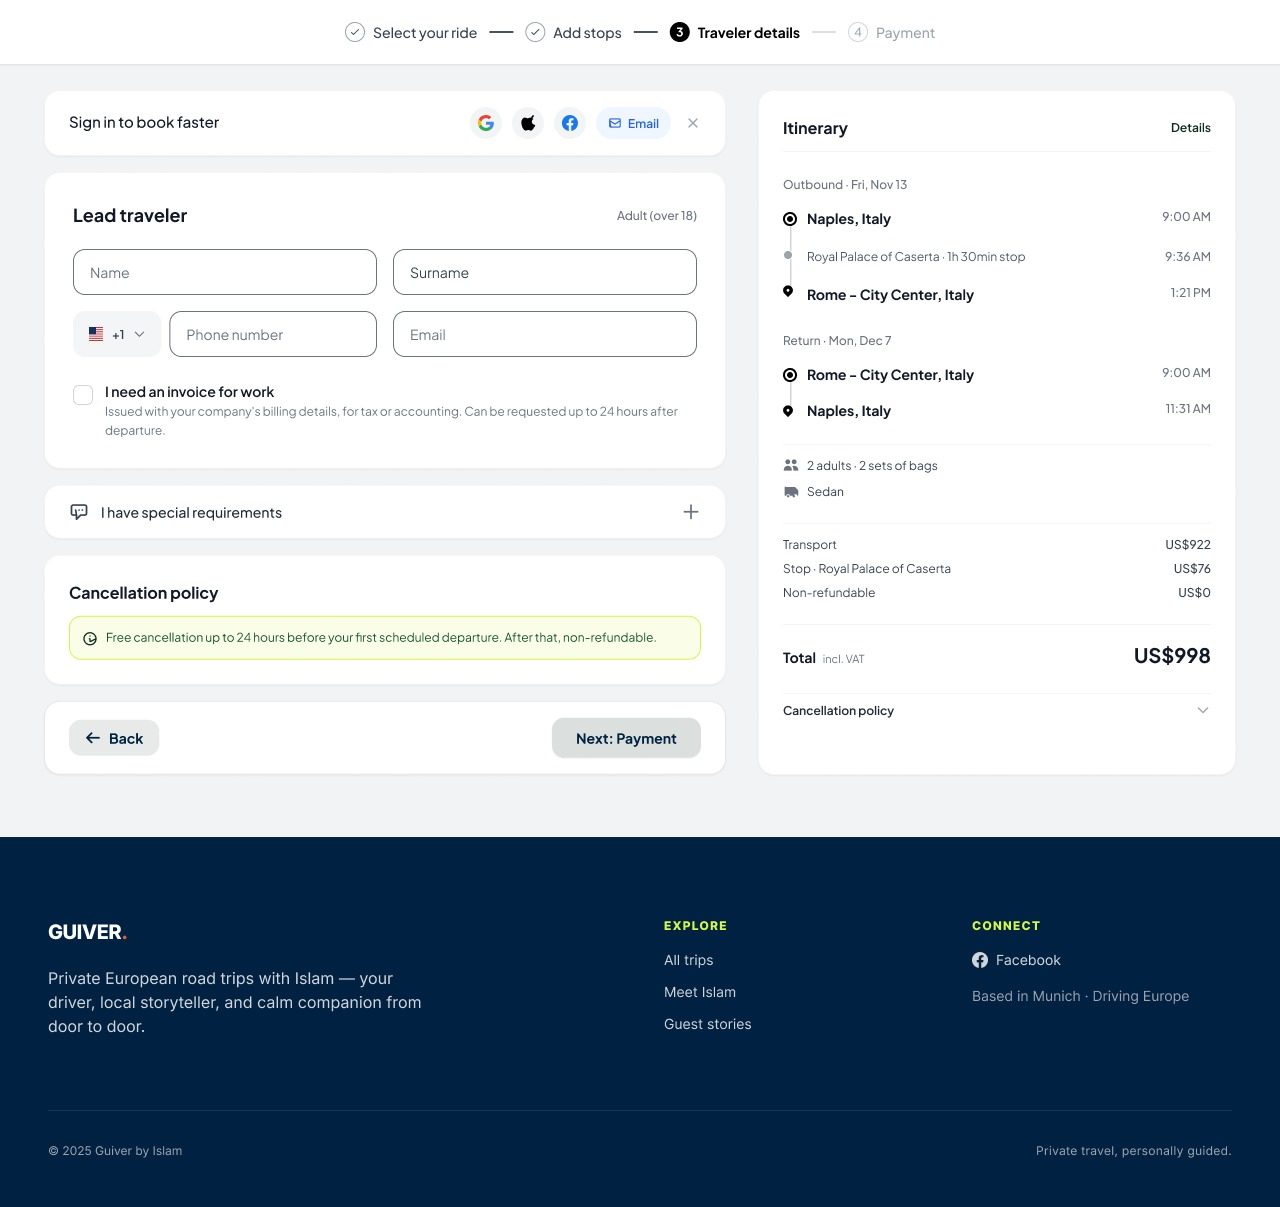 Select your ride
Add stops
3 Traveler details
4 Payment
Sign in to book faster
Email
Lead traveler
Adult (over 18)
Name
Surname
+1
Phone number
Email
I need an invoice for work
Issued with your company's billing details, for tax or accounting. Can be requested up to 24 hours after
departure.
I have special requirements
Cancellation policy
Free cancellation up to 24 hours before your first scheduled departure. After that, non-refundable.
Back
Next: Payment
Itinerary
Details
Outbound · Fri, Nov 13
Naples, Italy 9:00 AM
Royal Palace of Caserta · 1h 30min stop 9:36 AM
Rome - City Center, Italy 1:21 PM
Return · Mon, Dec 7
Rome - City Center, Italy 9:00 AM
Naples, Italy 11:31 AM
2 adults · 2 sets of bags
Sedan
Transport US$922
Stop · Royal Palace of Caserta US$76
Non-refundable US$0
Total incl. VAT US$998
Cancellation policy
GUIVER.
Private European road trips with Islam — your
driver, local storyteller, and calm companion from
door to door.
EXPLORE
All trips
Meet Islam
Guest stories
CONNECT
Facebook
Based in Munich · Driving Europe
© 2025 Guiver by Islam
Private travel, personally guided.